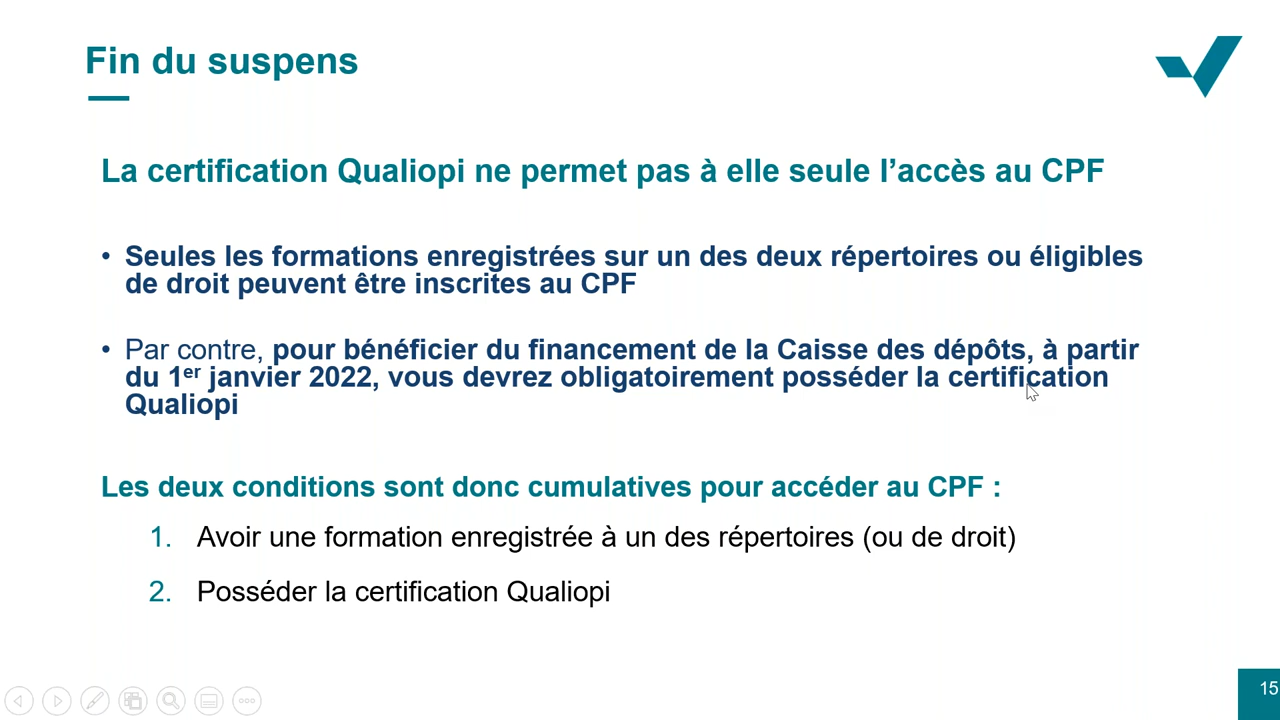 Fin du suspens
La certification Qualiopi ne permet pas à elle seule l’accès au CPF
• Seules les formations enregistrées sur un des deux répertoires ou éligibles
de droit peuvent être inscrites au CPF
• Par contre, pour bénéficier du financement de la Caisse des dépôts, à partir
du 1er janvier 2022, vous devrez obligatoirement posséder la certification
Qualiopi
Les deux conditions sont donc cumulatives pour accéder au CPF :
1. Avoir une formation enregistrée à un des répertoires (ou de droit)
2. Posséder la certification Qualiopi
15